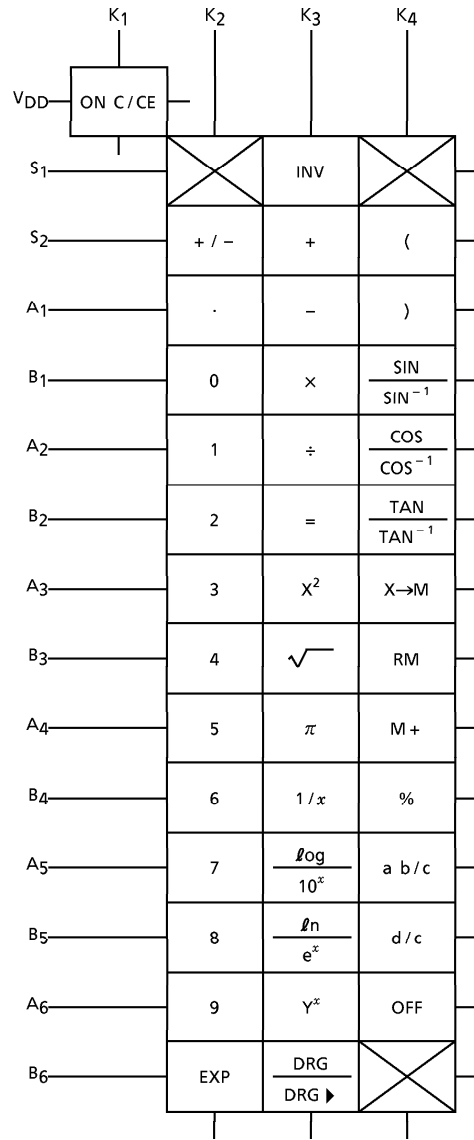 K1 K2 K3 K4
VDD ON C/CE
S1 INV
S2 +/− + (
A1 · − )
B1 0 × SIN
SIN⁻¹
A2 1 ÷ COS
COS⁻¹
B2 2 = TAN
TAN⁻¹
A3 3 X² X→M
B3 4 √ RM
A4 5 π M+
B4 6 1/x %
A5 7 ℓog a b/c
10ˣ
B5 8 ℓn d/c
eˣ
A6 9 Yˣ OFF
B6 EXP DRG
DRG ▶